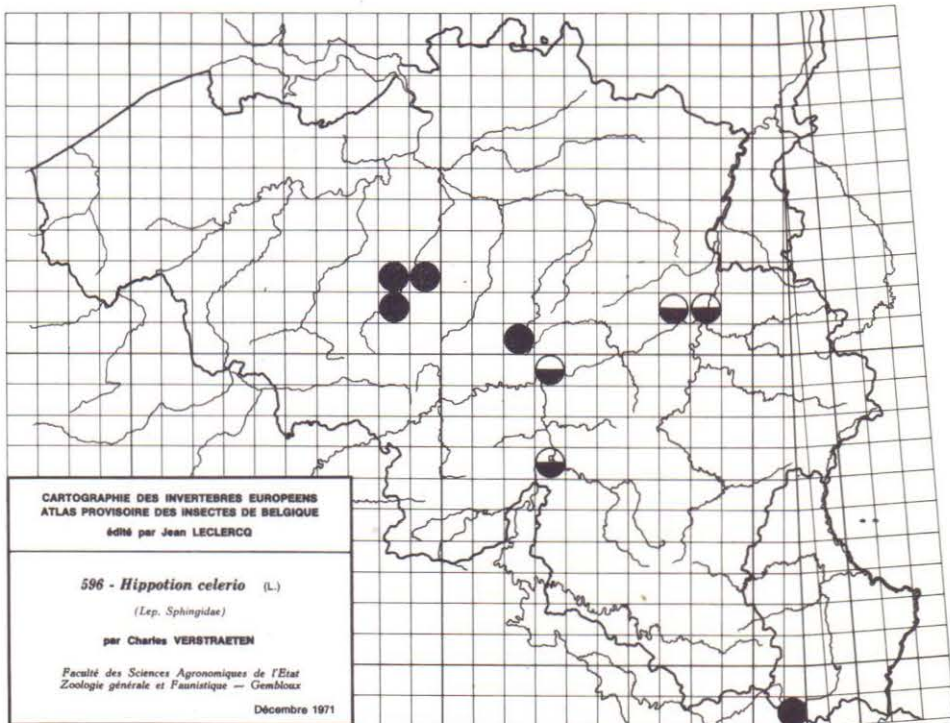 CARTOGRAPHIE DES INVERTEBRES EUROPEENS
ATLAS PROVISOIRE DES INSECTES DE BELGIQUE
édité par Jean LECLERCQ
596 - Hippotion celerio (L.)
(Lep. Sphingidae)
par Charles VERSTRAETEN
Faculté des Sciences Agronomiques de l'Etat
Zoologie générale et Faunistique — Gembloux
Décembre 1971